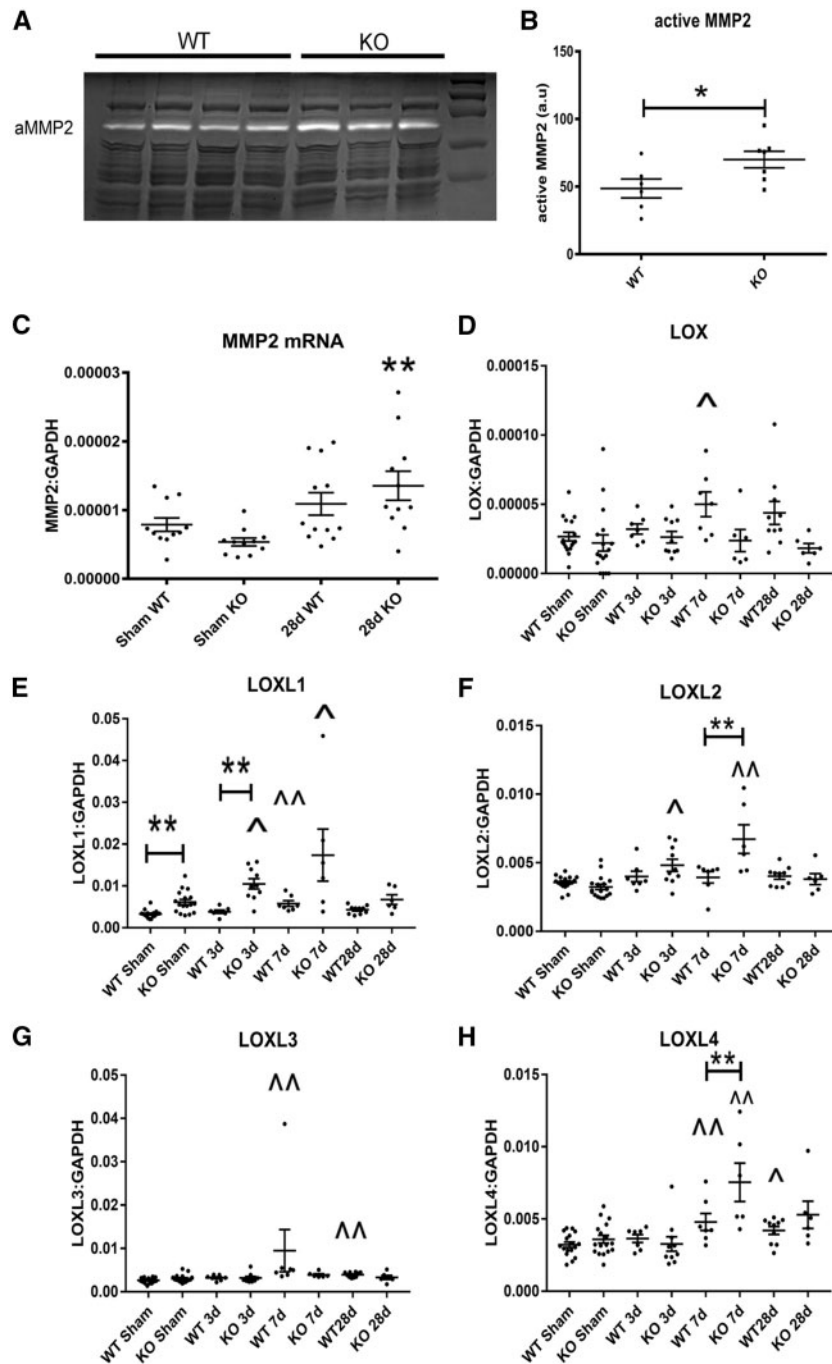 A
WT
KO
aMMP2
B
active MMP2
active MMP2 (a.u)
150
100
50
0
*
WT
KO
C
MMP2 mRNA
MMP2:GAPDH
0.00003
0.00002
0.00001
0.00000
**
Sham WT
Sham KO
28d WT
28d KO
D
LOX
LOX:GAPDH
0.00015
0.00010
0.00005
0.00000
^
WT Sham
KO Sham
WT 3d
KO 3d
WT 7d
KO 7d
WT28d
KO 28d
E
LOXL1
LOXL1:GAPDH
0.05
0.04
0.03
0.02
0.01
0.00
**
**
^
^^
^
WT Sham
KO Sham
WT 3d
KO 3d
WT 7d
KO 7d
WT28d
KO 28d
F
LOXL2
LOXL2:GAPDH
0.015
0.010
0.005
0.000
^
**
^^
WT Sham
KO Sham
WT 3d
KO 3d
WT 7d
KO 7d
WT28d
KO 28d
G
LOXL3
LOXL3:GAPDH
0.05
0.04
0.03
0.02
0.01
0.00
^^
^^
WT Sham
KO Sham
WT 3d
KO 3d
WT 7d
KO 7d
WT28d
KO 28d
H
LOXL4
LOXL4:GAPDH
0.015
0.010
0.005
0.000
**
^^
^^
^
WT Sham
KO Sham
WT 3d
KO 3d
WT 7d
KO 7d
WT28d
KO 28d